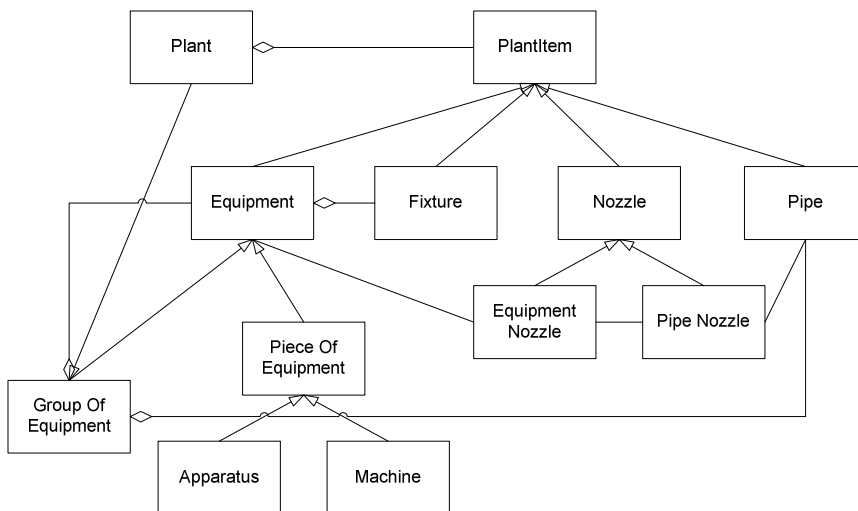 Plant
PlantItem
Equipment
Fixture
Nozzle
Pipe
Equipment
Nozzle
Pipe Nozzle
Piece Of
Equipment
Group Of
Equipment
Apparatus
Machine